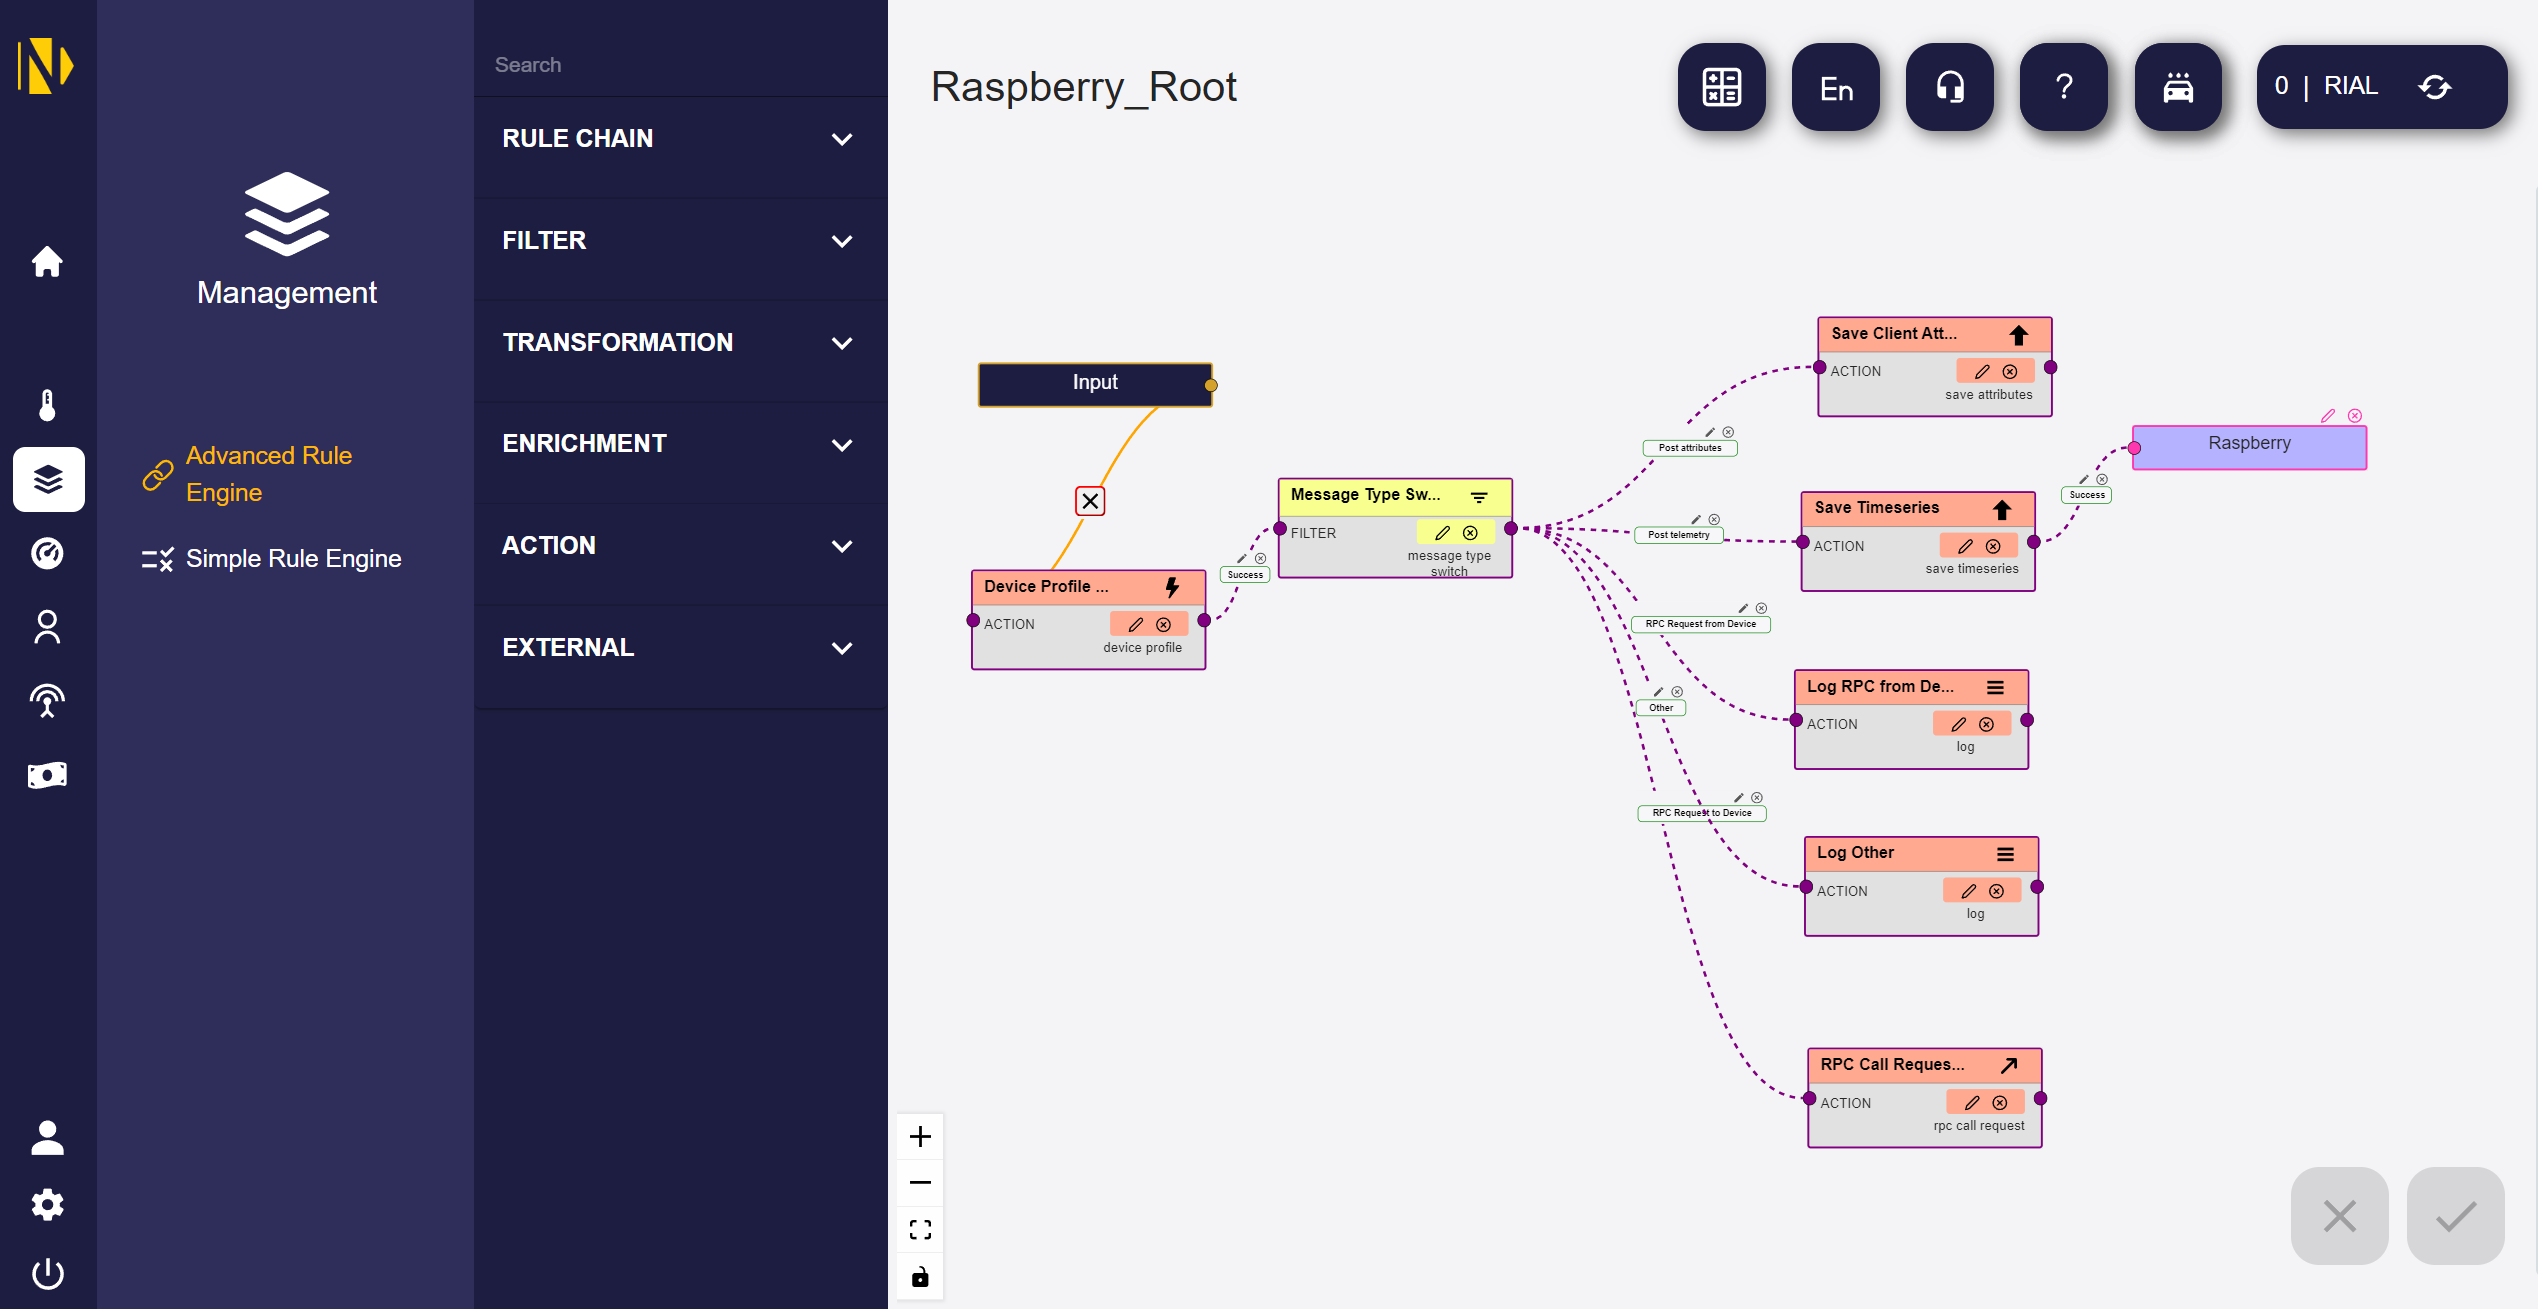 Management
Advanced Rule
Engine
Simple Rule Engine
Search
RULE CHAIN
FILTER
TRANSFORMATION
ENRICHMENT
ACTION
EXTERNAL
Raspberry_Root
En
?
0 | RIAL
Input
Device Profile ...
ACTION
device profile
Success
Message Type Sw...
FILTER
message type
switch
Post attributes
Post telemetry
RPC Request from Device
Other
RPC Request to Device
Save Client Att...
ACTION
save attributes
Save Timeseries
ACTION
save timeseries
Success
Raspberry
Log RPC from De...
ACTION
log
Log Other
ACTION
log
RPC Call Reques...
ACTION
rpc call request